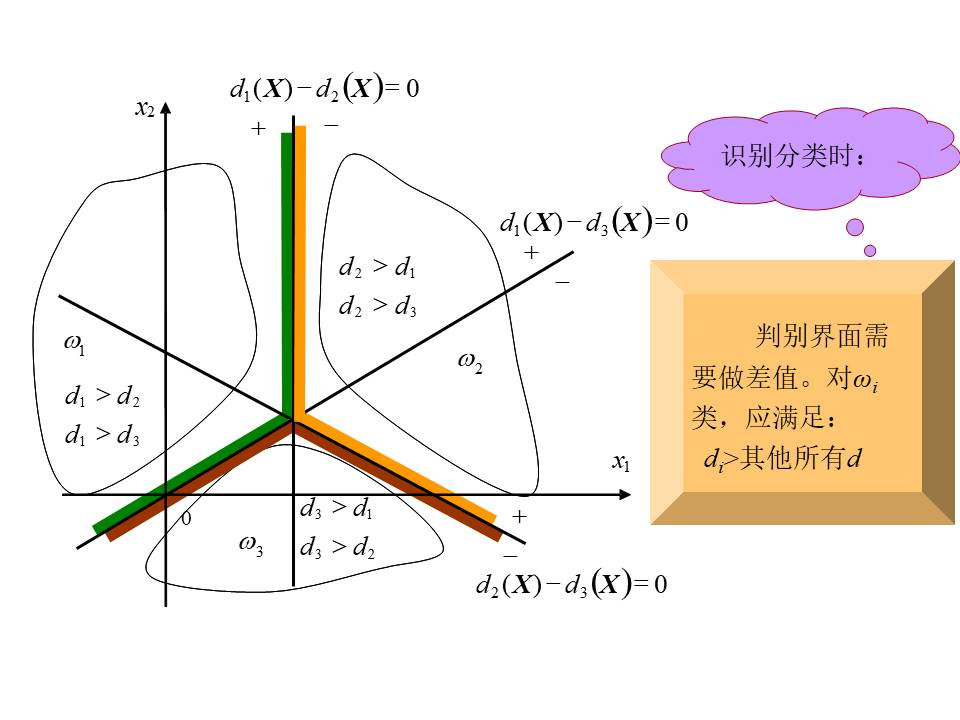 d₁(X)−d₂(X)=0
x₂
+ −
识别分类时：
d₁(X)−d₃(X)=0
+
−
d₂ > d₁
d₂ > d₃
ω₁
ω₂
d₁ > d₂
d₁ > d₃
判别界面需
要做差值。对ωᵢ
类，应满足：
dᵢ>其他所有d
x₁
0
d₃ > d₁
+
ω₃
d₃ > d₂
−
d₂(X)−d₃(X)=0